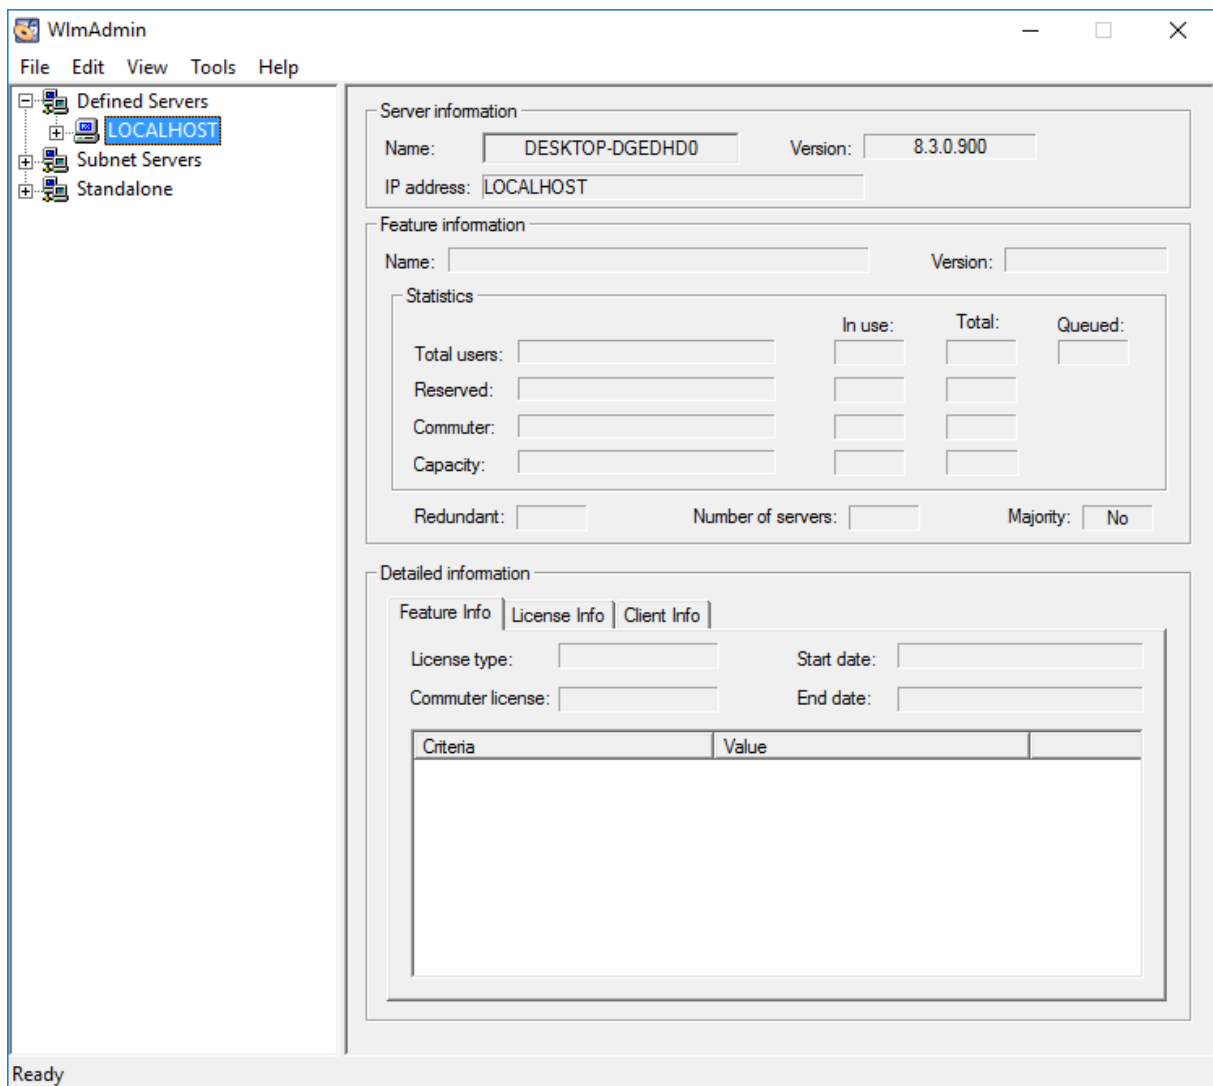 WlmAdmin
File Edit View Tools Help
Defined Servers
LOCALHOST
Subnet Servers
Standalone
Server information
Name: DESKTOP-DGEDHD0 Version: 8.3.0.900
IP address: LOCALHOST
Feature information
Name: Version:
Statistics
In use: Total: Queued:
Total users:
Reserved:
Commuter:
Capacity:
Redundant: Number of servers: Majority: No
Detailed information
Feature Info License Info Client Info
License type: Start date:
Commuter license: End date:
Criteria Value
Ready